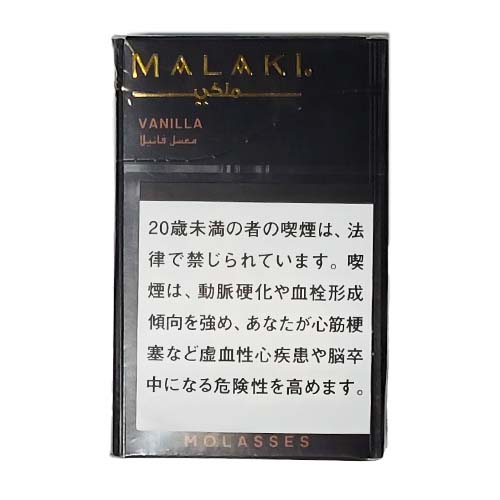 MALAKI®
ملكي
VANILLA
معسل فانيلا
20歳未満の者の喫煙は、法
律で禁じられています。喫
煙は、動脈硬化や血栓形成
傾向を強め、あなたが心筋梗
塞など虚血性心疾患や脳卒
中になる危険性を高めます。
MOLASSES